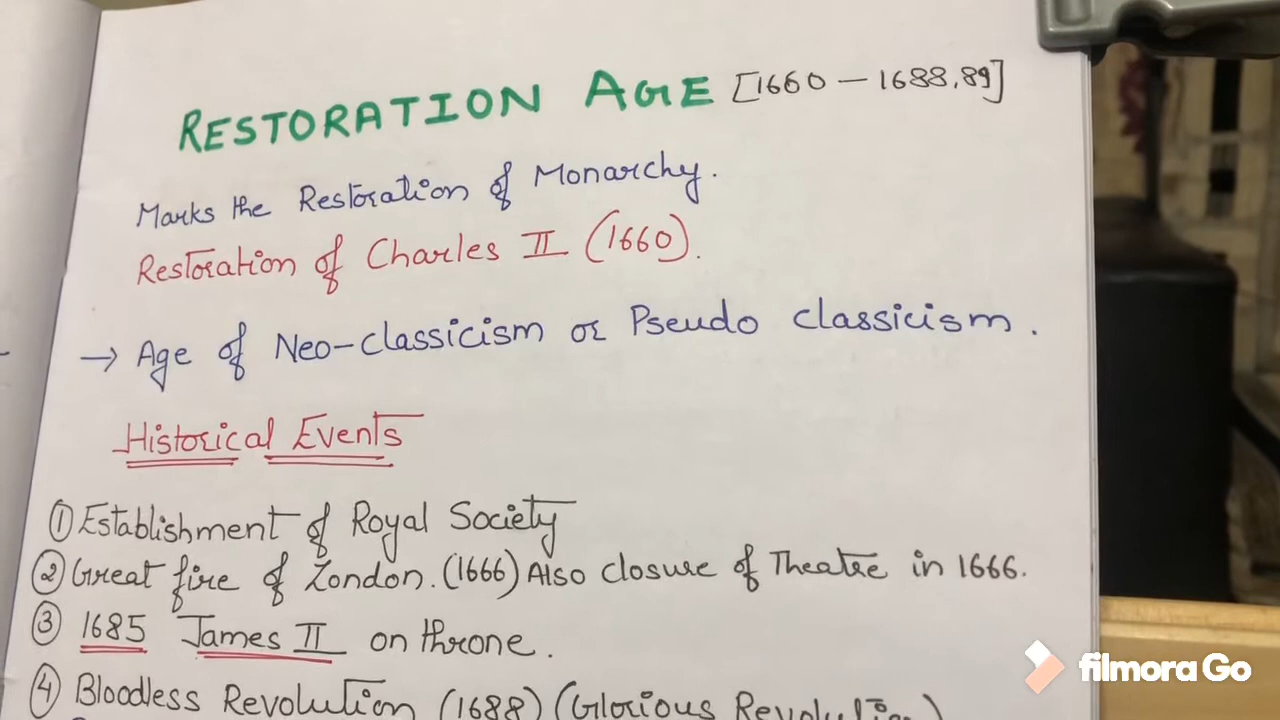 RESTORATION AGE [1660 — 1688,89]
Marks the Restoration of Monarchy.
Restoration of Charles II (1660).
→ Age of Neo-classicism or Pseudo classicism.
Historical Events
① Establishment of Royal Society
② Great fire of London. (1666) Also closure of Theatre in 1666.
③ 1685 James II on throne.
④ Bloodless Revolution (1688) (Glorious Revolution)
filmora Go